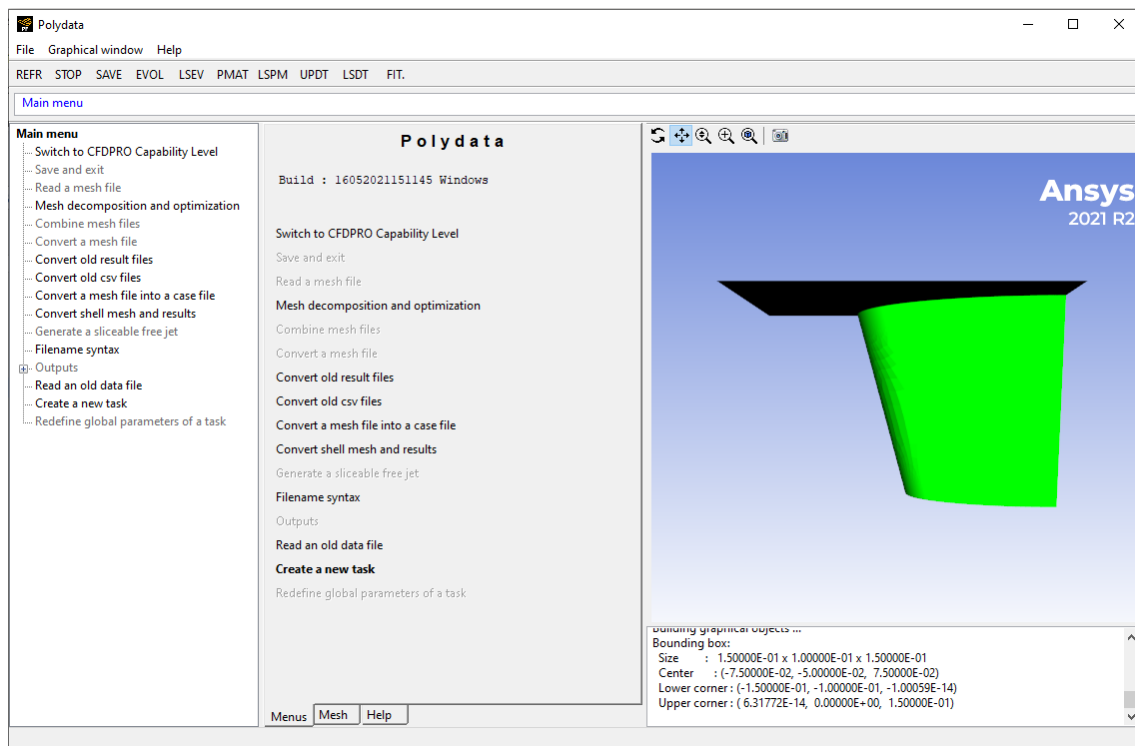 Polydata
File Graphical window Help
REFR STOP SAVE EVOL LSEV PMAT LSPM UPDT LSDT FIT.
Main menu
Main menu
Switch to CFDPRO Capability Level
Save and exit
Read a mesh file
Mesh decomposition and optimization
Combine mesh files
Convert a mesh file
Convert old result files
Convert old csv files
Convert a mesh file into a case file
Convert shell mesh and results
Generate a sliceable free jet
Filename syntax
Outputs
Read an old data file
Create a new task
Redefine global parameters of a task
Polydata
Build : 16052021151145 Windows
Switch to CFDPRO Capability Level
Save and exit
Read a mesh file
Mesh decomposition and optimization
Combine mesh files
Convert a mesh file
Convert old result files
Convert old csv files
Convert a mesh file into a case file
Convert shell mesh and results
Generate a sliceable free jet
Filename syntax
Outputs
Read an old data file
Create a new task
Redefine global parameters of a task
Menus Mesh Help
Ansys
2021 R2
Building graphical objects ...
Bounding box:
Size : 1.50000E-01 x 1.00000E-01 x 1.50000E-01
Center : (-7.50000E-02, -5.00000E-02, 7.50000E-02)
Lower corner : (-1.50000E-01, -1.00000E-01, -1.00059E-14)
Upper corner : ( 6.31772E-14, 0.00000E+00, 1.50000E-01)